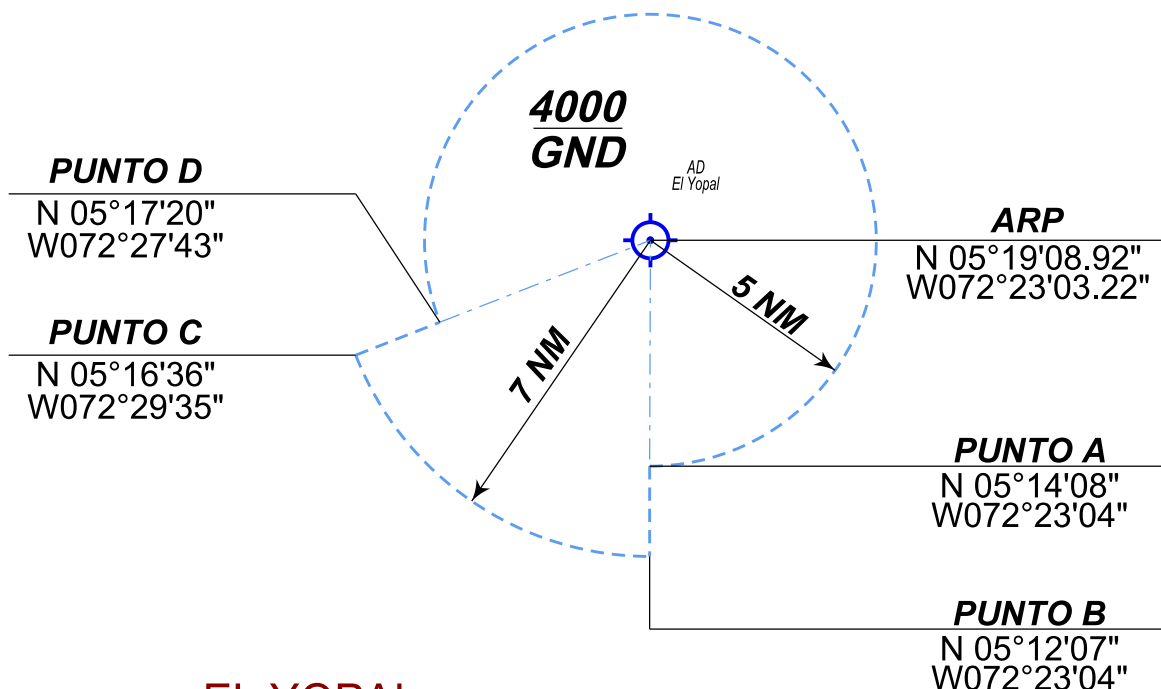 4000
GND
AD
El Yopal
PUNTO D
N 05°17'20"
W072°27'43"
ARP
N 05°19'08.92"
W072°23'03.22"
5 NM
7 NM
PUNTO C
N 05°16'36"
W072°29'35"
PUNTO A
N 05°14'08"
W072°23'04"
PUNTO B
N 05°12'07"
W072°23'04"
EL YOPAL